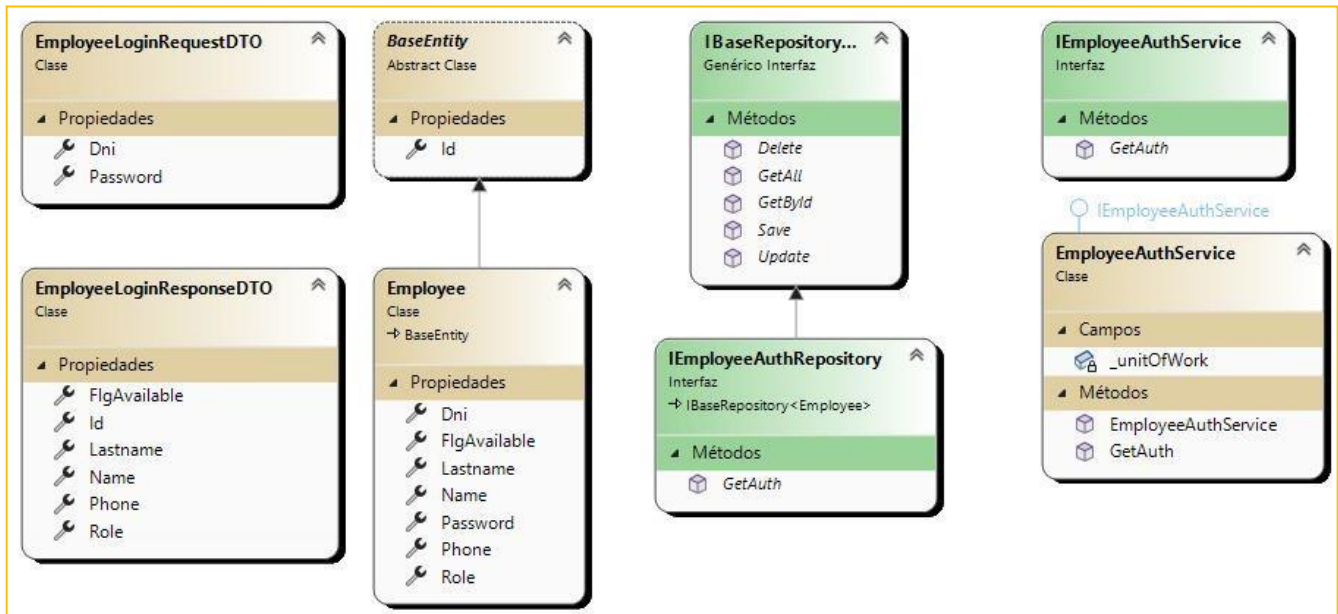 EmployeeLoginRequestDTO
Clase
Propiedades
Dni
Password
BaseEntity
Abstract Clase
Propiedades
Id
IBaseRepository...
Genérico Interfaz
Métodos
Delete
GetAll
GetById
Save
Update
IEmployeeAuthService
Interfaz
Métodos
GetAuth
EmployeeLoginResponseDTO
Clase
Propiedades
FlgAvailable
Id
Lastname
Name
Phone
Role
Employee
Clase
BaseEntity
Propiedades
Dni
FlgAvailable
Lastname
Name
Password
Phone
Role
IEmployeeAuthRepository
Interfaz
IBaseRepository<Employee>
Métodos
GetAuth
IEmployeeAuthService
EmployeeAuthService
Clase
Campos
_unitOfWork
Métodos
EmployeeAuthService
GetAuth